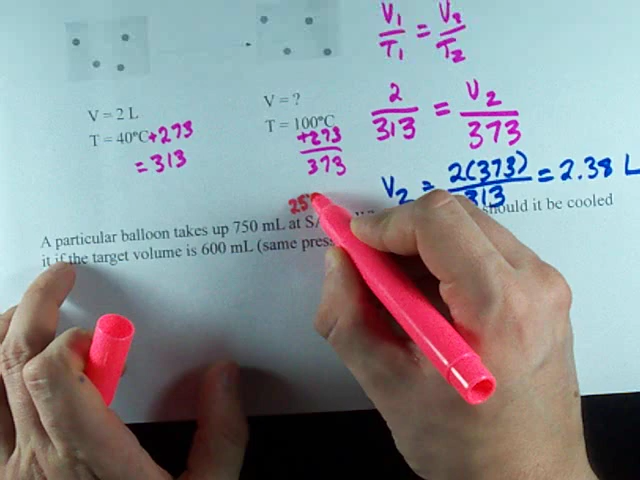 V₁/T₁ = V₂/T₂
V = 2 L
T = 40°C +273
= 313
V = ?
T = 100°C
+273
373
2/313 = V₂/373
V₂ = 2(373)/313 = 2.38 L
25°
A particular balloon takes up 750 mL at should it be cooled
it if the target volume is 600 mL (same